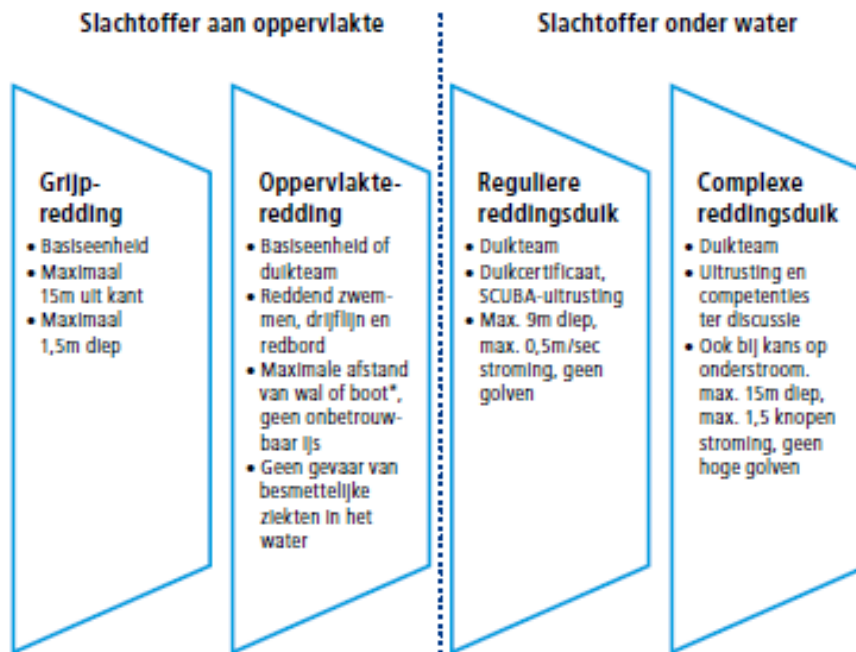 Slachtoffer aan oppervlakte
Slachtoffer onder water
Grijp-
redding
• Basiseenheid
• Maximaal
15m uit kant
• Maximaal
1,5m diep
Oppervlakte-
redding
• Basiseenheid of
duikteam
• Reddend zwem-
men, drijflijn en
redbord
• Maximale afstand
van wal of boot*,
geen onbetrouw-
baar ijs
• Geen gevaar van
besmettelijke
ziekten in het
water
Reguliere
reddingsduik
• Duikteam
• Duikcertificaat,
SCUBA-uitrusting
• Max. 9m diep,
max. 0,5m/sec
stroming, geen
golven
Complexe
reddingsduik
• Duikteam
• Uitrusting en
competenties
ter discussie
• Ook bij kans op
onderstroom.
max. 15m diep,
max. 1,5 knopen
stroming, geen
hoge golven